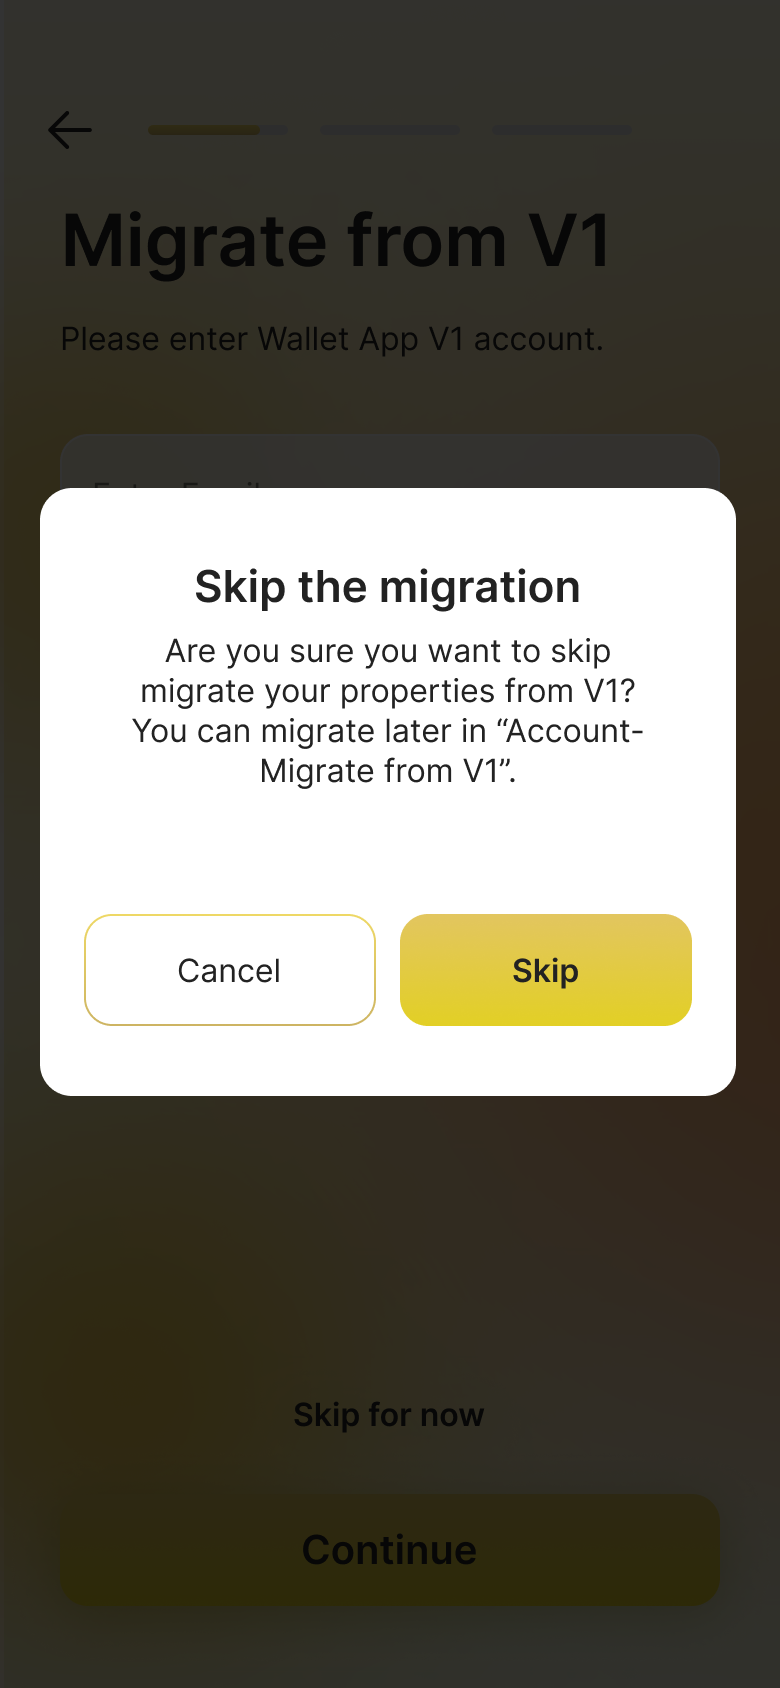 Migrate from V1
Please enter Wallet App V1 account.
Skip the migration
Are you sure you want to skip
migrate your properties from V1?
You can migrate later in “Account-
Migrate from V1”.
Cancel
Skip
Skip for now
Continue